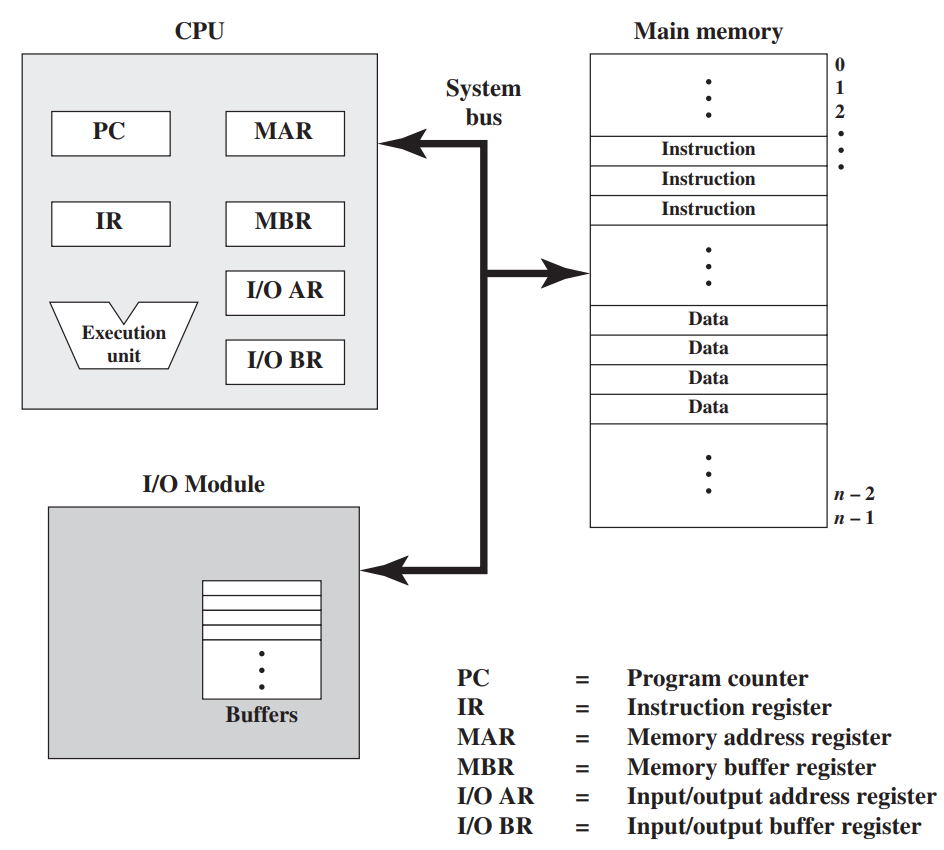 CPU
Main memory
System
bus
PC
MAR
IR
MBR
I/O AR
Execution
unit
I/O BR
0
1
2
Instruction
Instruction
Instruction
Data
Data
Data
Data
n – 2
n – 1
I/O Module
Buffers
PC = Program counter
IR = Instruction register
MAR = Memory address register
MBR = Memory buffer register
I/O AR = Input/output address register
I/O BR = Input/output buffer register